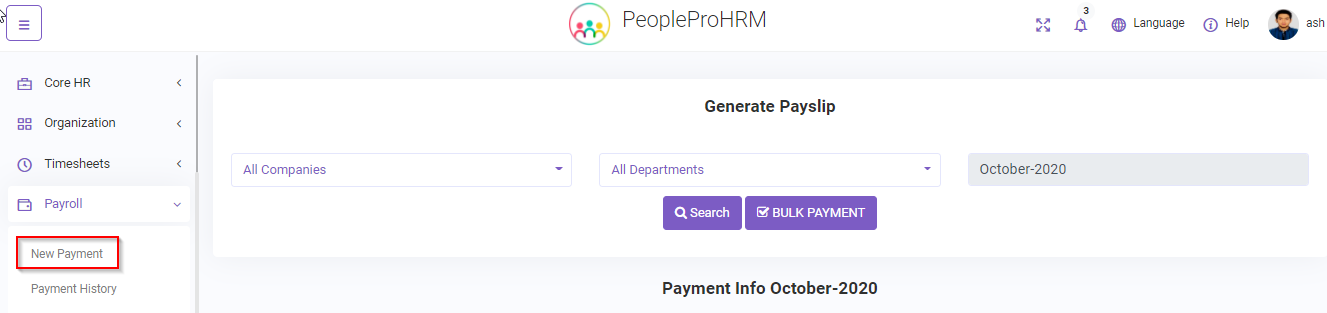 PeopleProHRM
3
Language
Help
ash
Core HR
Organization
Timesheets
Payroll
New Payment
Payment History
Generate Payslip
All Companies
All Departments
October-2020
Search
BULK PAYMENT
Payment Info October-2020